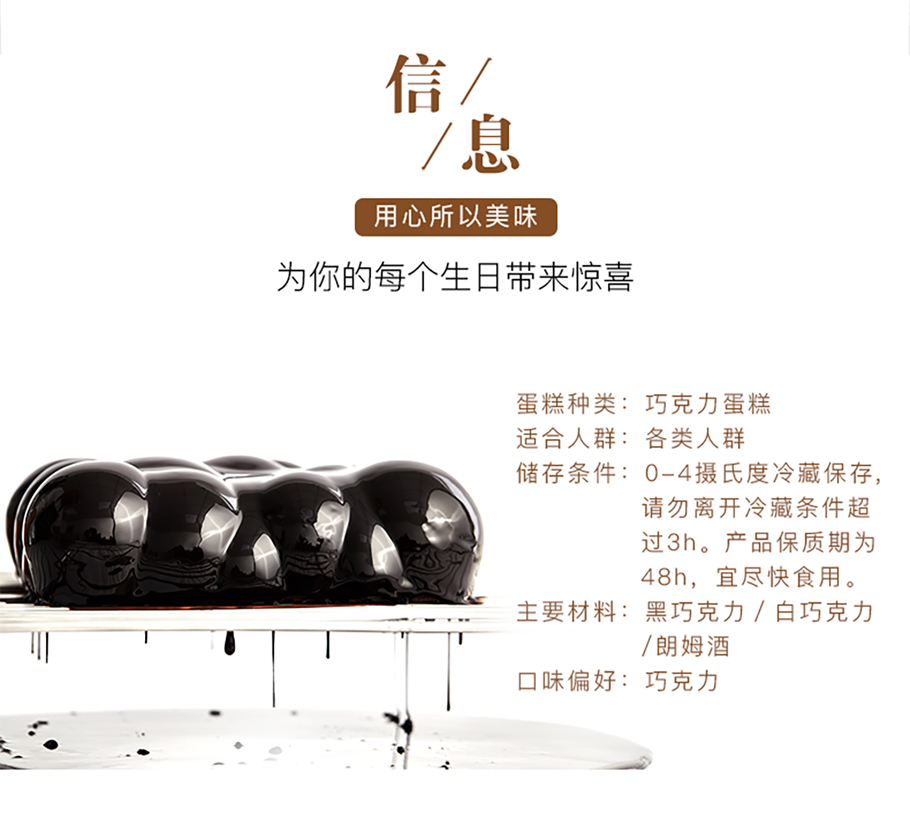 信/
/息
用心所以美味
为你的每个生日带来惊喜
蛋糕种类：巧克力蛋糕
适合人群：各类人群
储存条件：0-4摄氏度冷藏保存,
请勿离开冷藏条件超
过3h。产品保质期为
48h，宜尽快食用。
主要材料：黑巧克力 / 白巧克力
/朗姆酒
口味偏好：巧克力